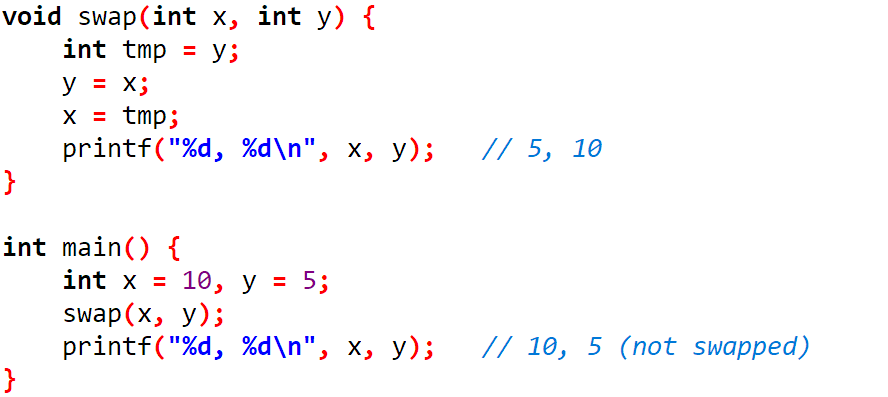 void swap(int x, int y) {
    int tmp = y;
    y = x;
    x = tmp;
    printf("%d, %d\n", x, y);   // 5, 10
}

int main() {
    int x = 10, y = 5;
    swap(x, y);
    printf("%d, %d\n", x, y);   // 10, 5 (not swapped)
}